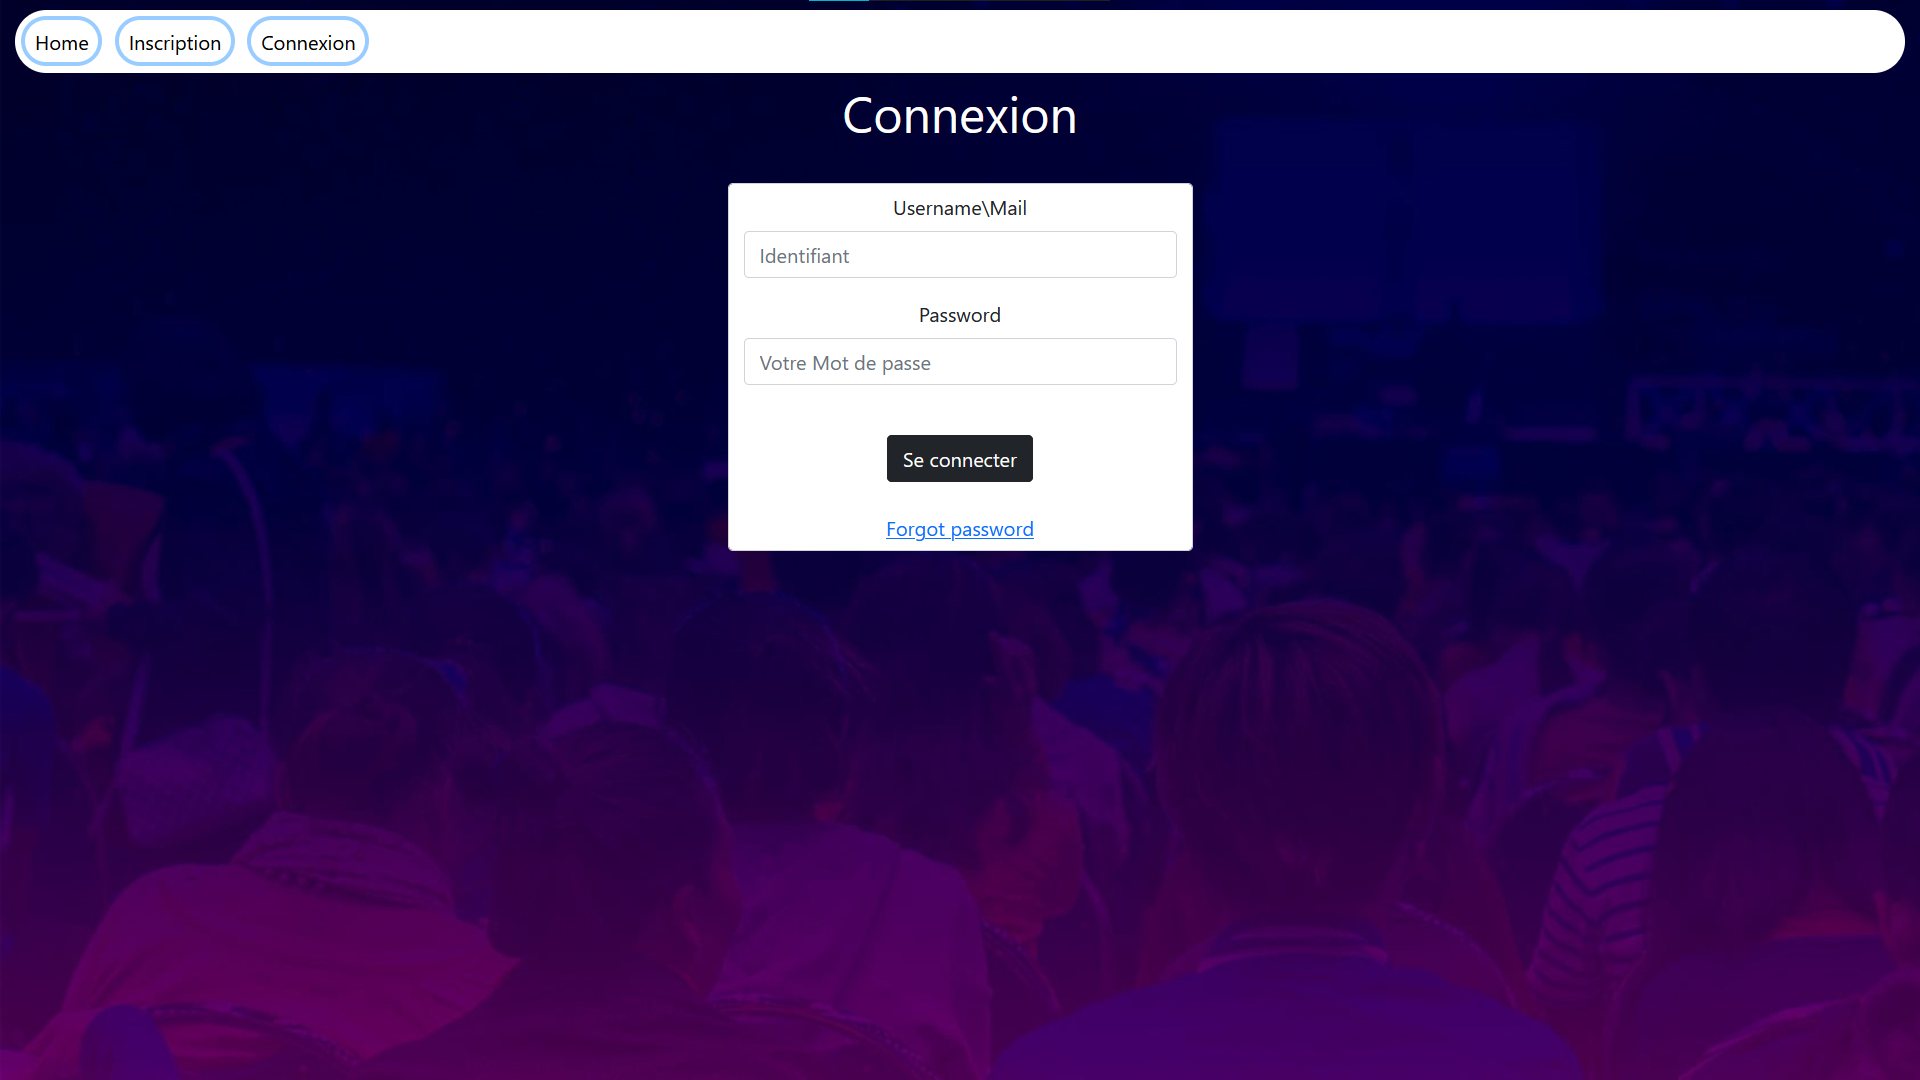 Home Inscription Connexion
Connexion
Username\Mail
Identifiant
Password
Votre Mot de passe
Se connecter
Forgot password